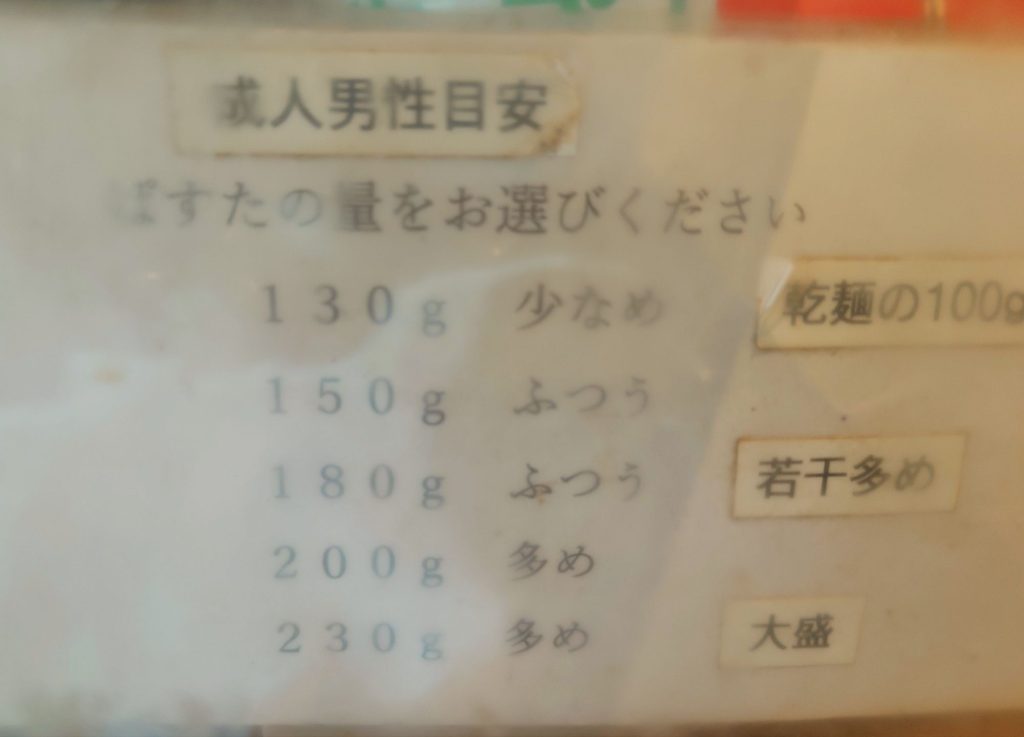 成人男性目安
ぱすたの量をお選びください
１３０ｇ　少なめ　乾麺の100g
１５０ｇ　ふつう
１８０ｇ　ふつう　若干多め
２００ｇ　多め
２３０ｇ　多め　大盛